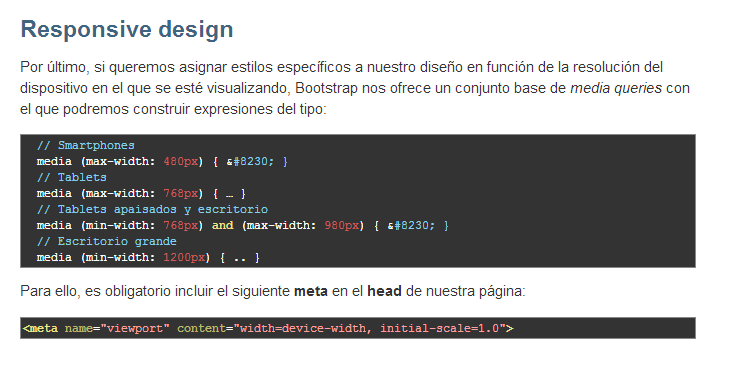 Responsive design
Por último, si queremos asignar estilos específicos a nuestro diseño en función de la resolución del
dispositivo en el que se esté visualizando, Bootstrap nos ofrece un conjunto base de media queries con
el que podremos construir expresiones del tipo:
// Smartphones
media (max-width: 480px) { &#8230; }
// Tablets
media (max-width: 768px) { … }
// Tablets apaisados y escritorio
media (min-width: 768px) and (max-width: 980px) { &#8230; }
// Escritorio grande
media (min-width: 1200px) { .. }
Para ello, es obligatorio incluir el siguiente meta en el head de nuestra página:
<meta name="viewport" content="width=device-width, initial-scale=1.0">